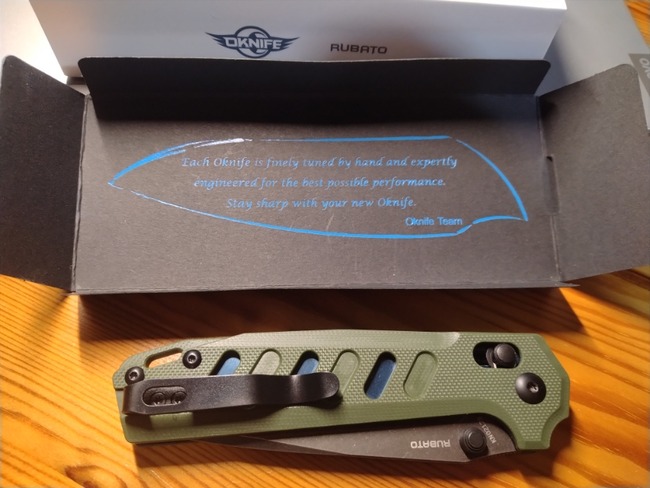 OKNIFE
RUBATO
Each Oknife is finely tuned by hand and expertly
engineered for the best possible performance.
Stay sharp with your new Oknife.
Oknife Team
RUBATO